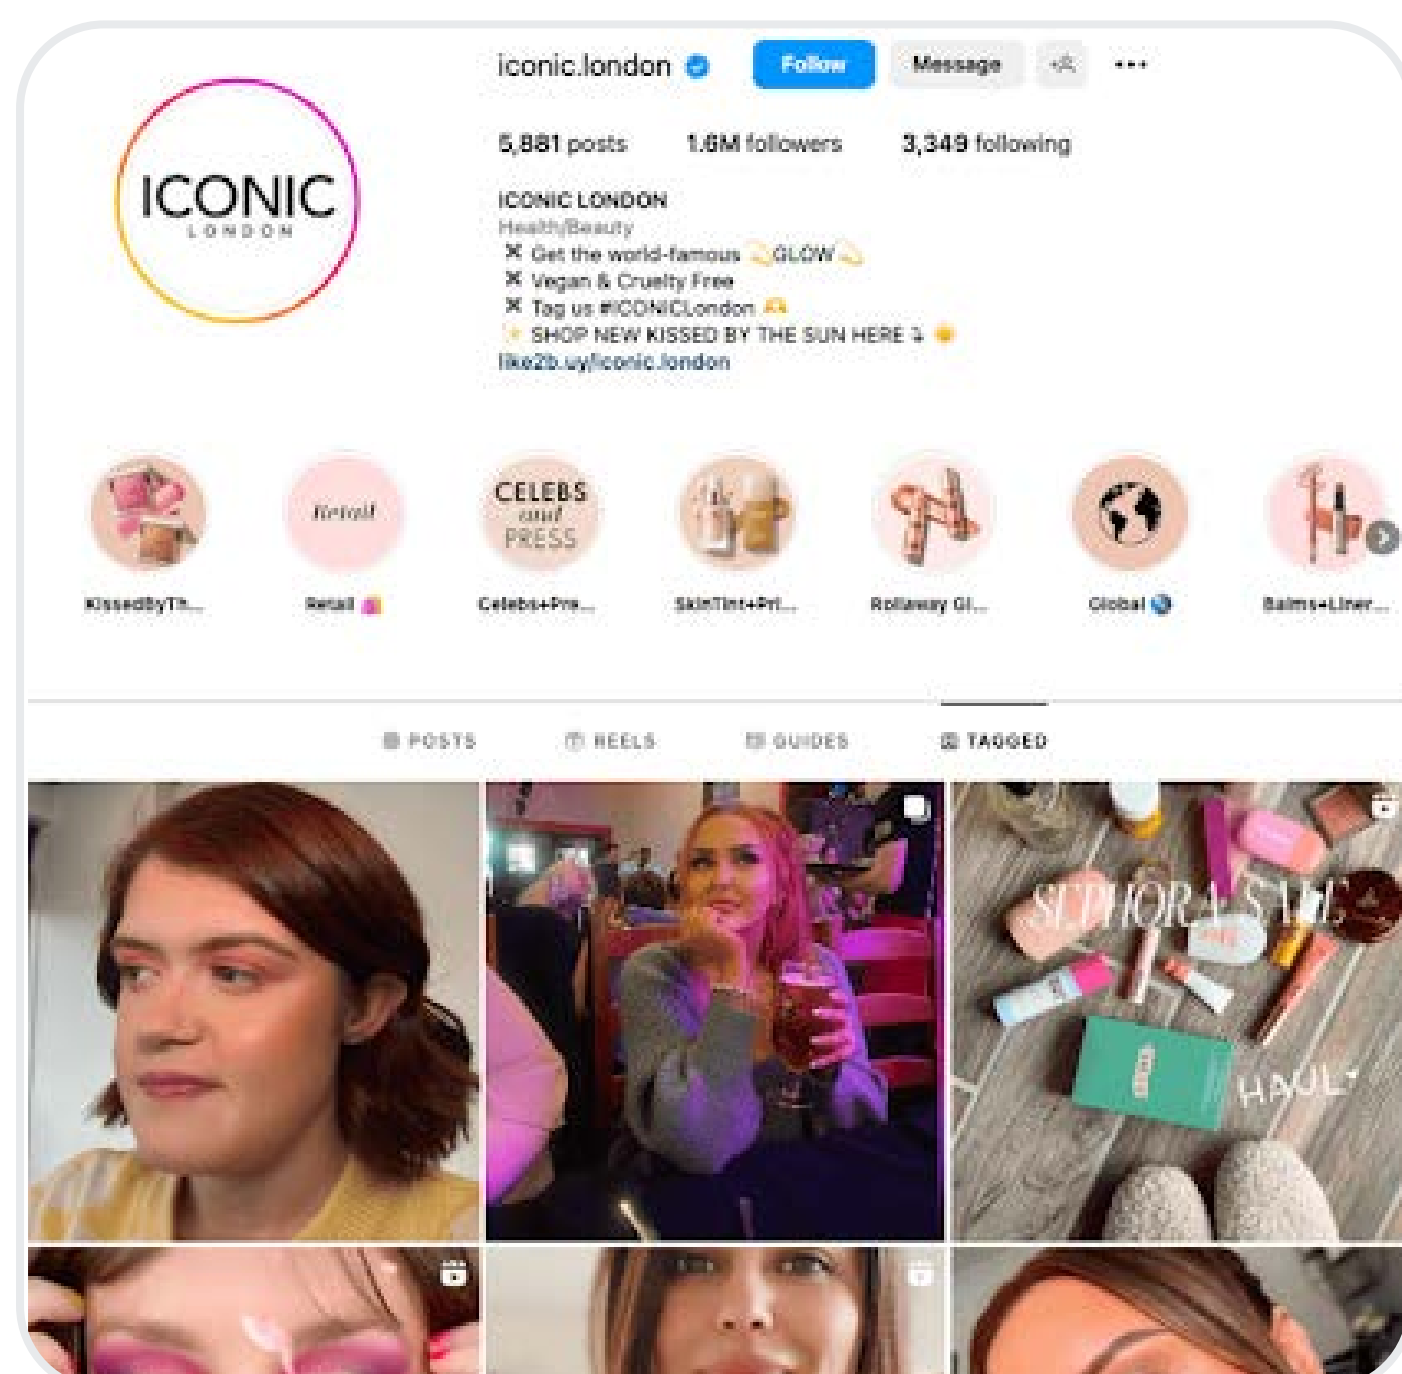 iconic.london
Follow
Message
5,881 posts
1.6M followers
3,349 following
ICONIC
LONDON
ICONIC LONDON
Health/Beauty
✕ Get the world-famous 💫GLOW💫
✕ Vegan & Cruelty Free
✕ Tag us #ICONICLondon 🫶
✨ SHOP NEW KISSED BY THE SUN HERE ⤵ ☀️
like2b.uy/iconic.london
Retail
CELEBS
and
PRESS
KissedByTh...
Retail 🛍️
Celebs+Pre...
SkinTint+Pri...
Rollaway Gl...
Global 🌎
Balms+Liner...
POSTS
REELS
GUIDES
TAGGED
SEPHORA SALE
HAUL